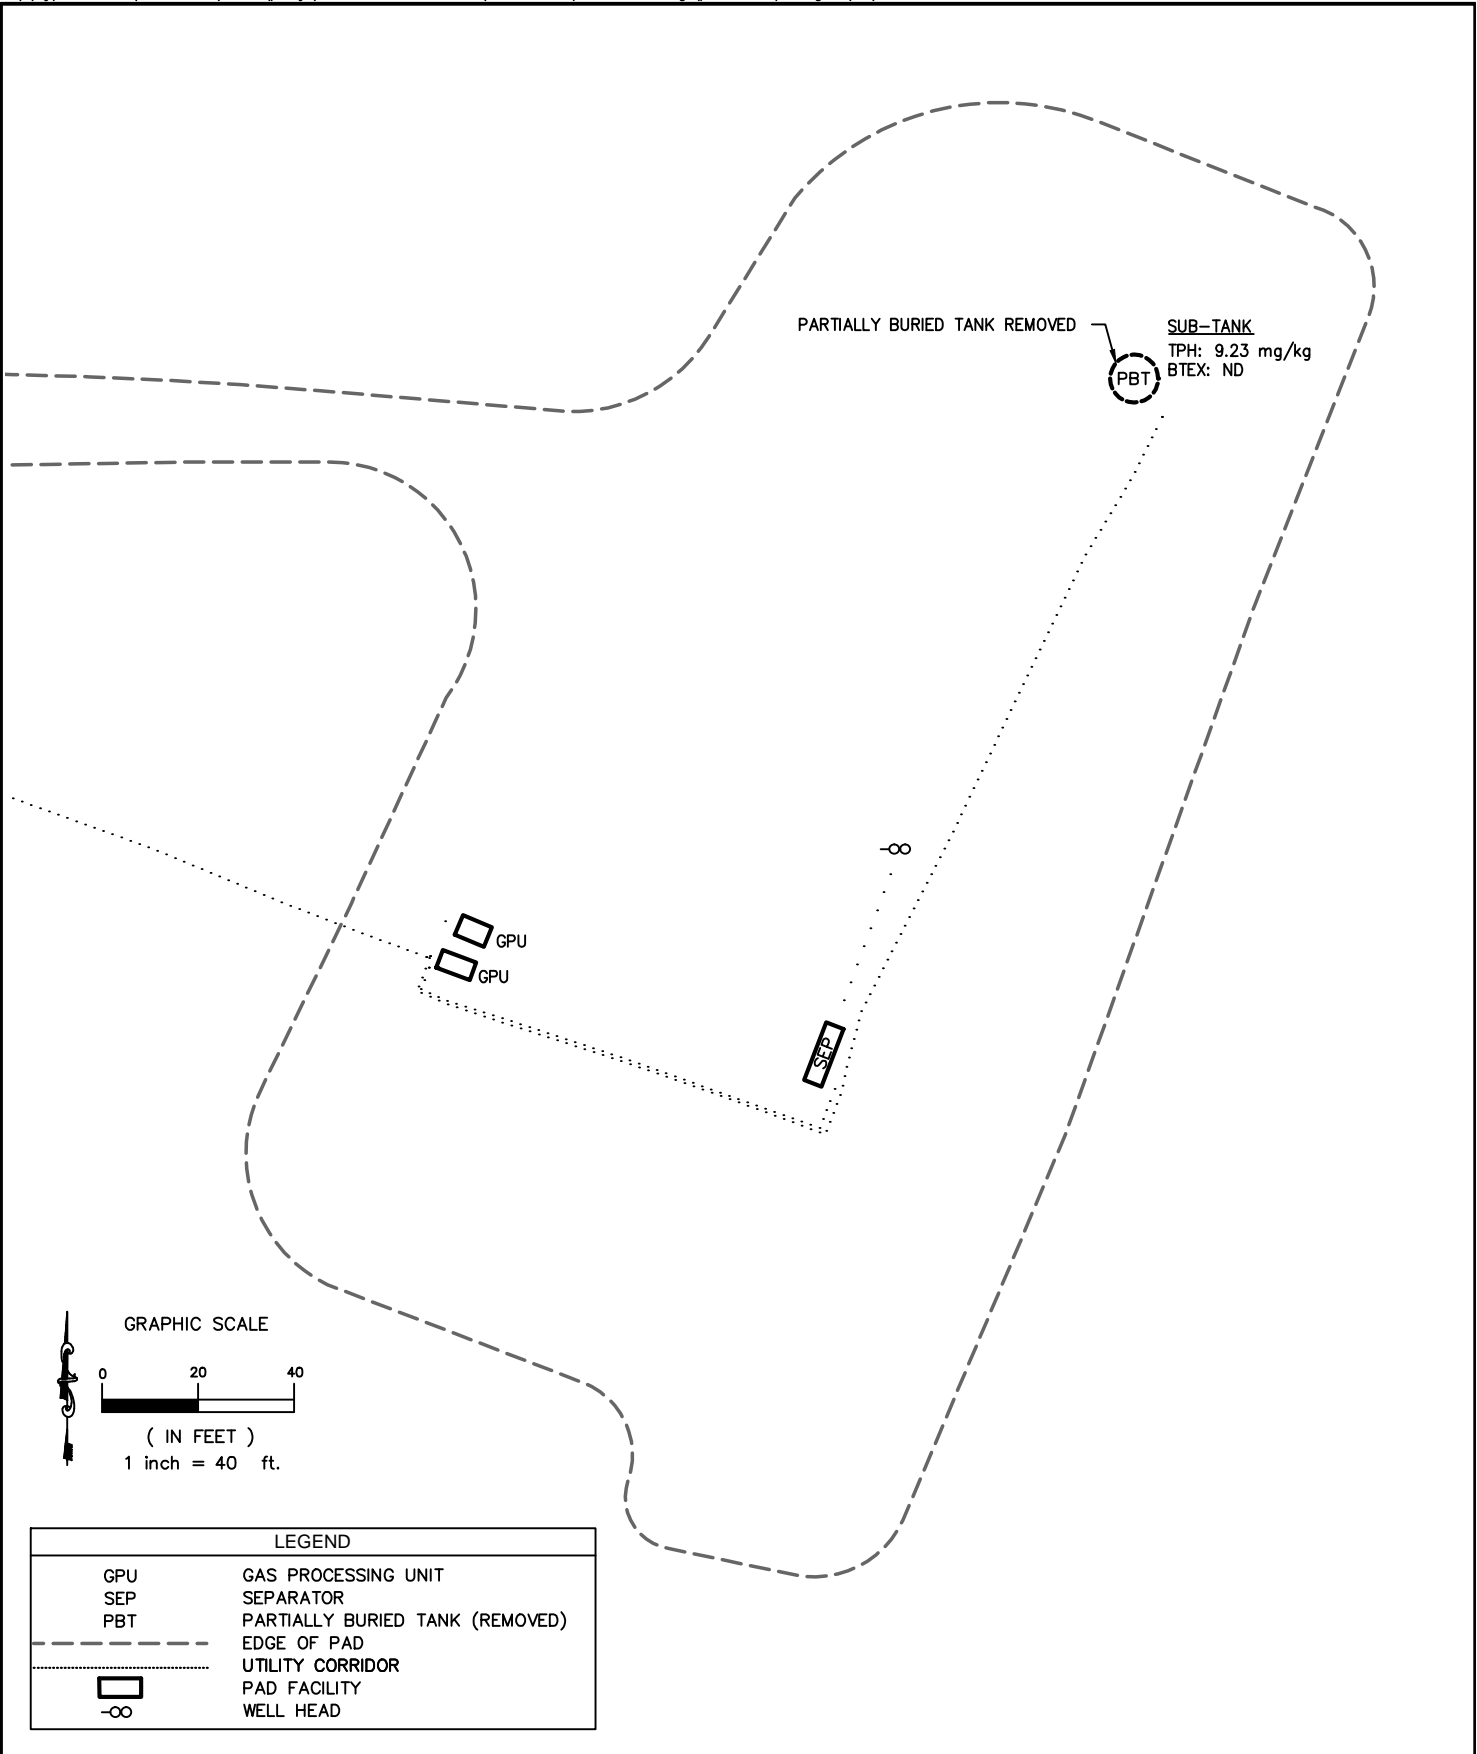 PARTIALLY BURIED TANK REMOVED
SUB-TANK
TPH: 9.23 mg/kg
BTEX: ND
PBT
GPU
GPU
SEP
GRAPHIC SCALE
0 20 40
( IN FEET )
1 inch = 40 ft.
LEGEND
GPU GAS PROCESSING UNIT
SEP SEPARATOR
PBT PARTIALLY BURIED TANK (REMOVED)
EDGE OF PAD
UTILITY CORRIDOR
PAD FACILITY
WELL HEAD